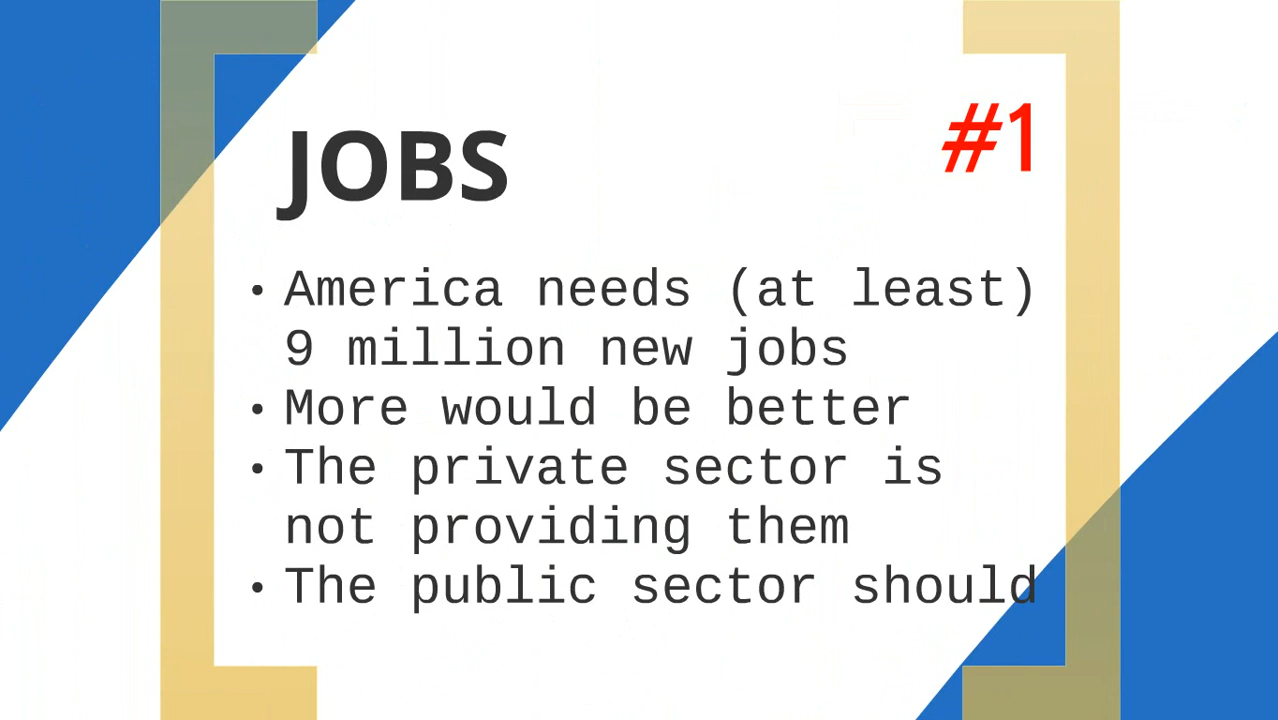 JOBS
#1
• America needs (at least)
9 million new jobs
• More would be better
• The private sector is
not providing them
• The public sector should